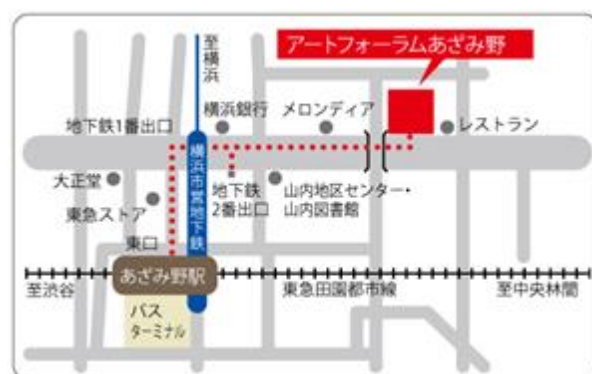 アートフォーラムあざみ野
至横浜
横浜銀行
メロンディア
レストラン
地下鉄1番出口
横浜市営地下鉄
大正堂
東急ストア
地下鉄
2番出口
山内地区センター・
山内図書館
東口
あざみ野駅
至渋谷
東急田園都市線
至中央林間
バス
ターミナル